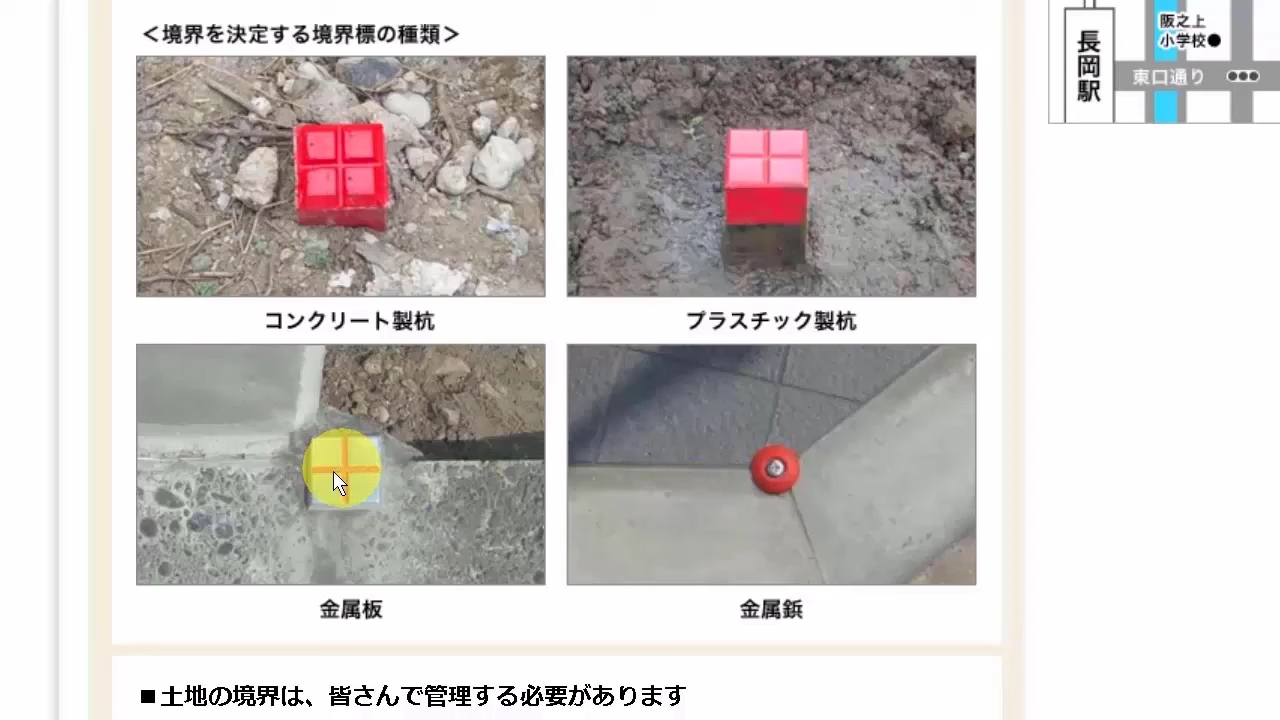 ＜境界を決定する境界標の種類＞
コンクリート製杭
プラスチック製杭
金属板
金属鋲
■土地の境界は、皆さんで管理する必要があります
阪之上
小学校●
長岡駅
東口通り